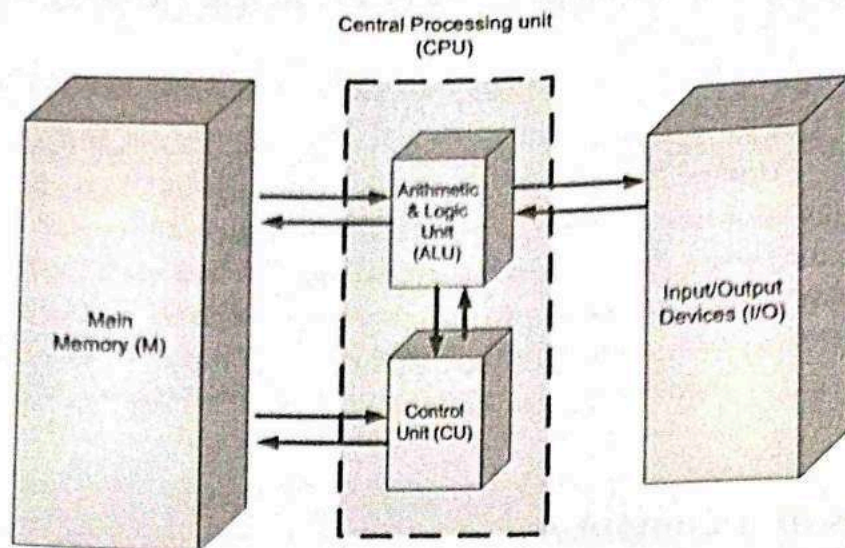 Central Processing unit
(CPU)
Arithmetic
& Logic
Unit
(ALU)
Main
Memory (M)
Input/Output
Devices (I/O)
Control
Unit (CU)